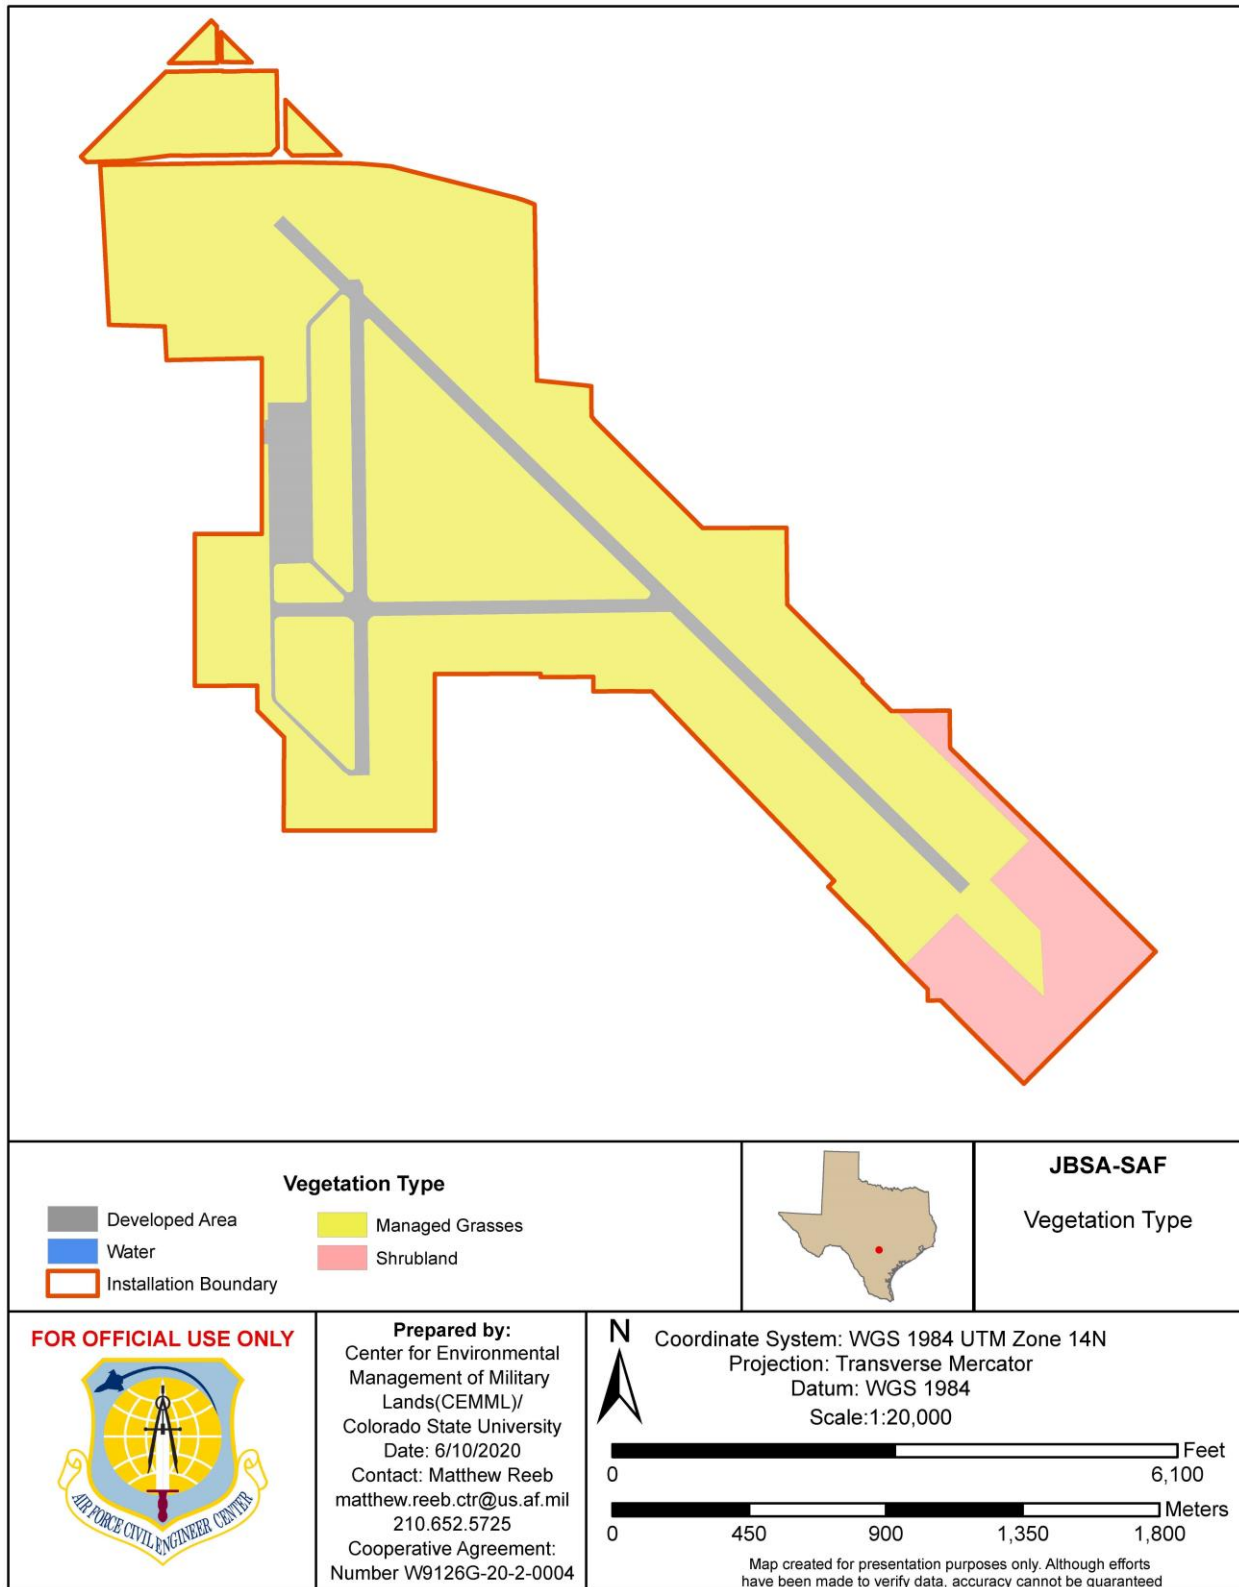 Vegetation Type
Developed Area
Water
Installation Boundary
Managed Grasses
Shrubland
JBSA-SAF
Vegetation Type
FOR OFFICIAL USE ONLY
AIR FORCE CIVIL ENGINEER CENTER
Prepared by:
Center for Environmental
Management of Military
Lands(CEMML)/
Colorado State University
Date: 6/10/2020
Contact: Matthew Reeb
matthew.reeb.ctr@us.af.mil
210.652.5725
Cooperative Agreement:
Number W9126G-20-2-0004
N
Coordinate System: WGS 1984 UTM Zone 14N
Projection: Transverse Mercator
Datum: WGS 1984
Scale:1:20,000
Feet
0 6,100
Meters
0 450 900 1,350 1,800
Map created for presentation purposes only. Although efforts
have been made to verify data, accuracy cannot be guaranteed